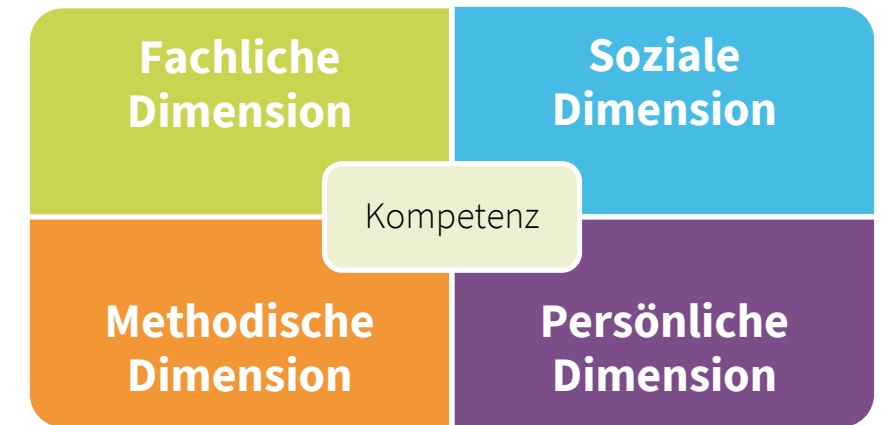 Fachliche
Dimension
Soziale
Dimension
Kompetenz
Methodische
Dimension
Persönliche
Dimension